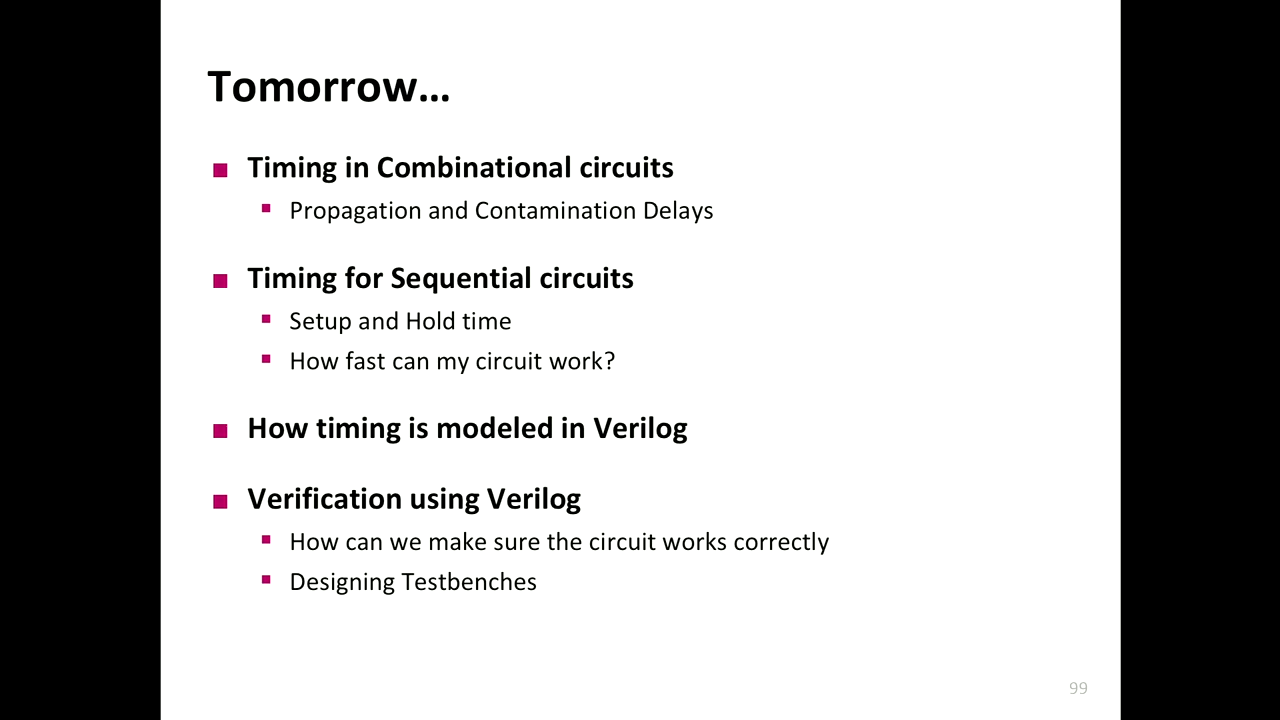 Tomorrow…
Timing in Combinational circuits
Propagation and Contamination Delays
Timing for Sequential circuits
Setup and Hold time
How fast can my circuit work?
How timing is modeled in Verilog
Verification using Verilog
How can we make sure the circuit works correctly
Designing Testbenches
99